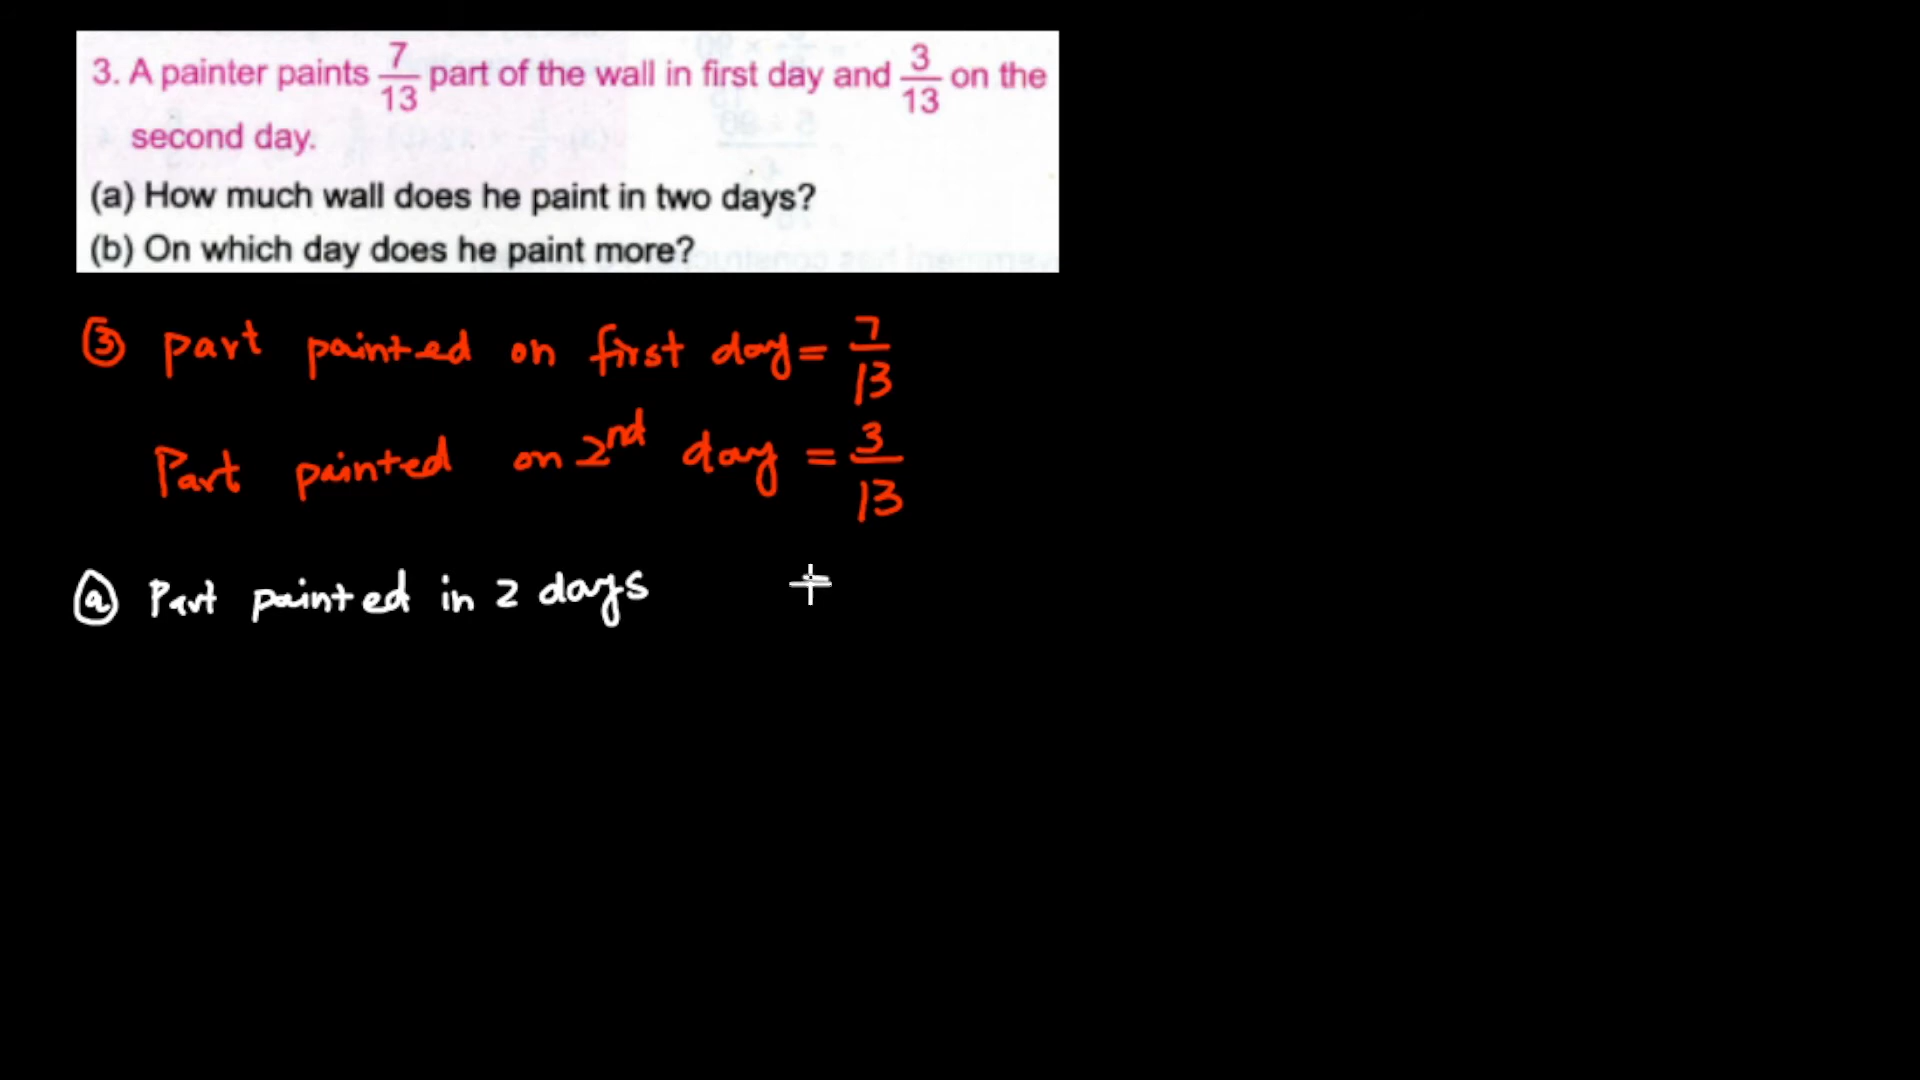 3. A painter paints 7/13 part of the wall in first day and 3/13 on the
second day.
(a) How much wall does he paint in two days?
(b) On which day does he paint more?
③ part painted on first day = 7/13
Part painted on 2nd day = 3/13
ⓐ Part painted in 2 days